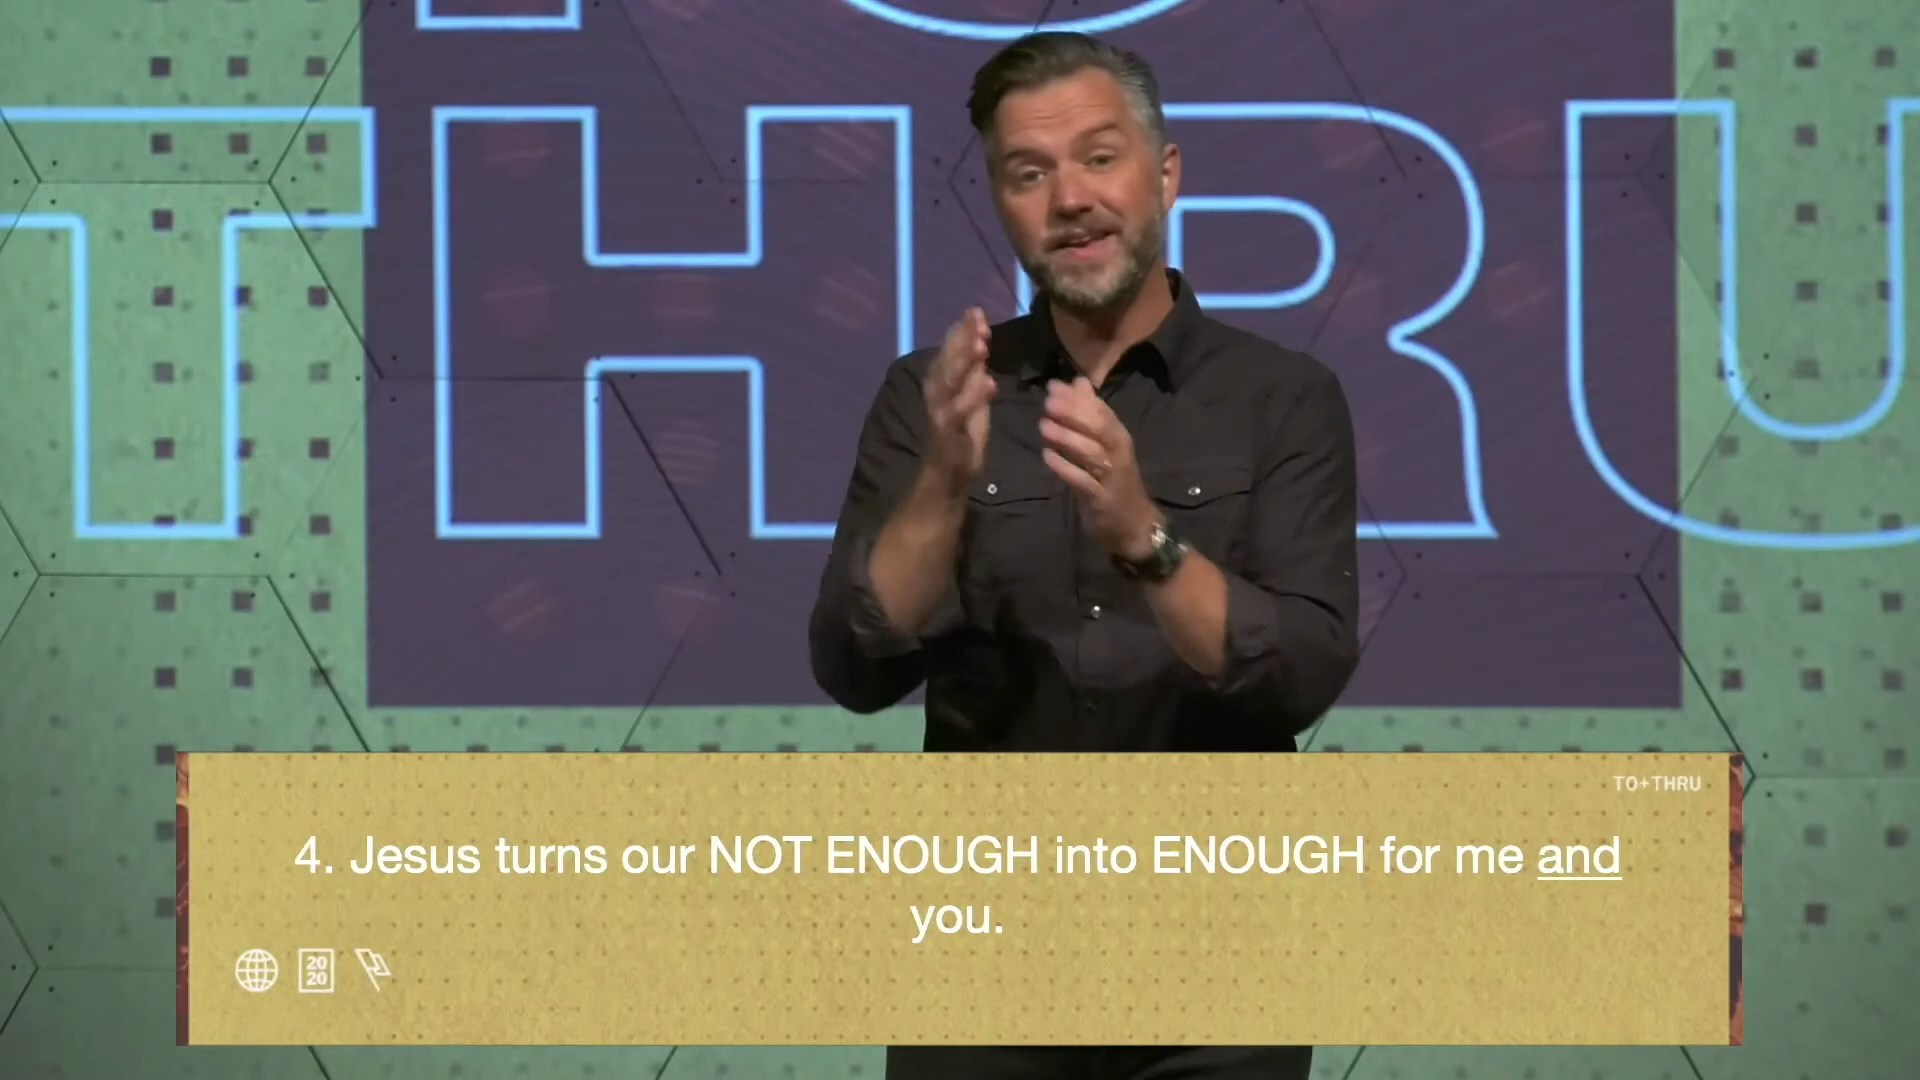 THRU
TO+THRU
4. Jesus turns our NOT ENOUGH into ENOUGH for me and
you.
20
20